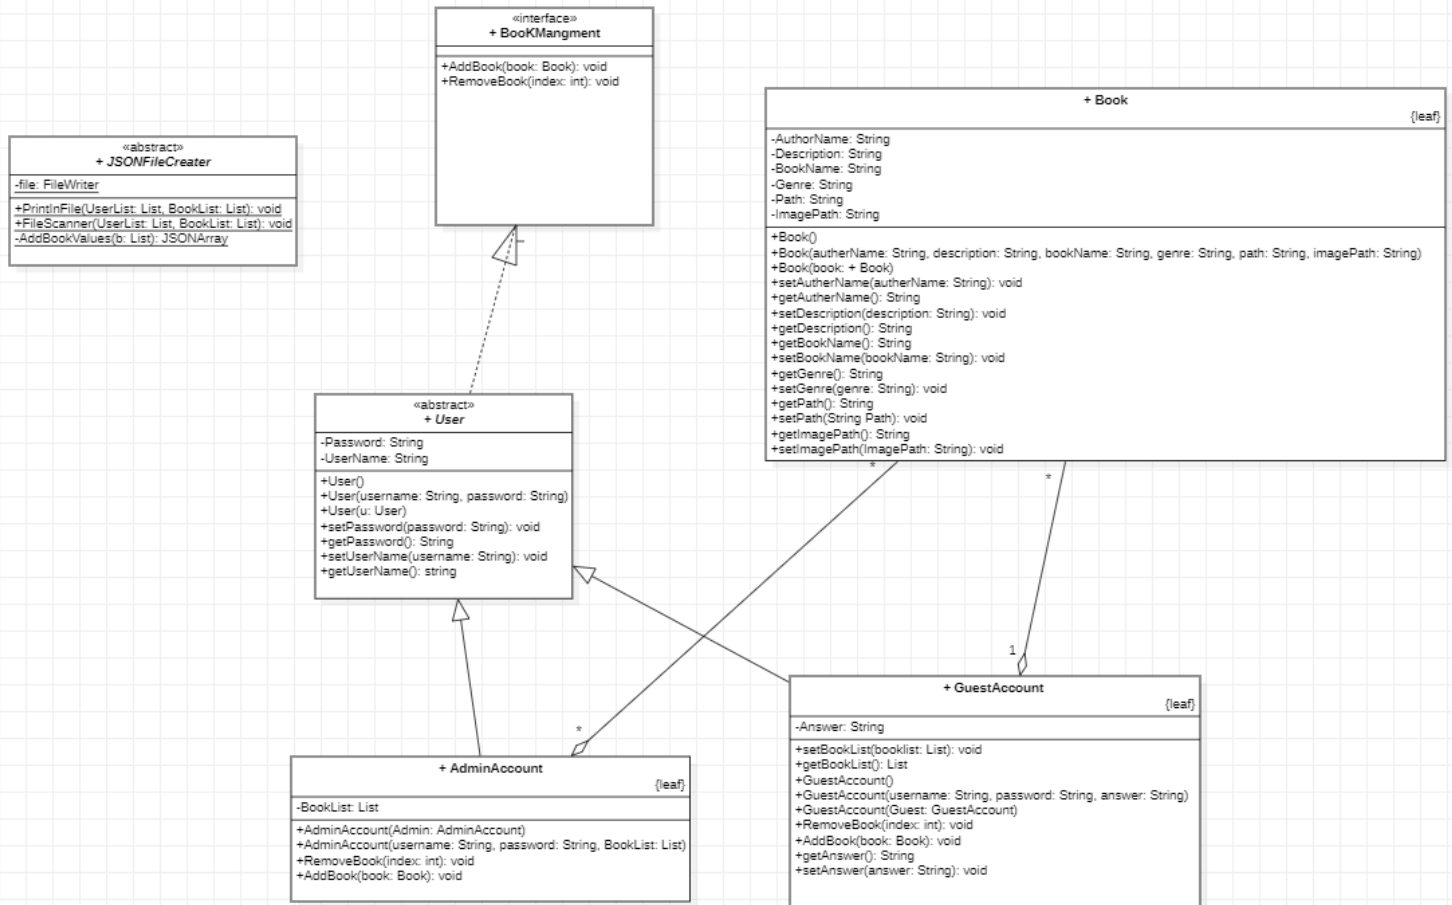 «interface»
+ BooKMangment
+AddBook(book: Book): void
+RemoveBook(index: int): void
«abstract»
+ JSONFileCreater
-file: FileWriter
+PrintInFile(UserList: List, BookList: List): void
+FileScanner(UserList: List, BookList: List): void
-AddBookValues(b: List): JSONArray
+ Book
{leaf}
-AuthorName: String
-Description: String
-BookName: String
-Genre: String
-Path: String
-ImagePath: String
+Book()
+Book(autherName: String, description: String, bookName: String, genre: String, path: String, imagePath: String)
+Book(book: + Book)
+setAutherName(autherName: String): void
+getAutherName(): String
+setDescription(description: String): void
+getDescription(): String
+getBookName(): String
+setBookName(bookName: String): void
+getGenre(): String
+setGenre(genre: String): void
+getPath(): String
+setPath(String Path): void
+getImagePath(): String
+setImagePath(ImagePath: String): void
«abstract»
+ User
-Password: String
-UserName: String
+User()
+User(username: String, password: String)
+User(u: User)
+setPassword(password: String): void
+getPassword(): String
+setUserName(username: String): void
+getUserName(): string
*
*
*
1
+ AdminAccount
{leaf}
-BookList: List
+AdminAccount(Admin: AdminAccount)
+AdminAccount(username: String, password: String, BookList: List)
+RemoveBook(index: int): void
+AddBook(book: Book): void
+ GuestAccount
{leaf}
-Answer: String
+setBookList(booklist: List): void
+getBookList(): List
+GuestAccount()
+GuestAccount(username: String, password: String, answer: String)
+GuestAccount(Guest: GuestAccount)
+RemoveBook(index: int): void
+AddBook(book: Book): void
+getAnswer(): String
+setAnswer(answer: String): void